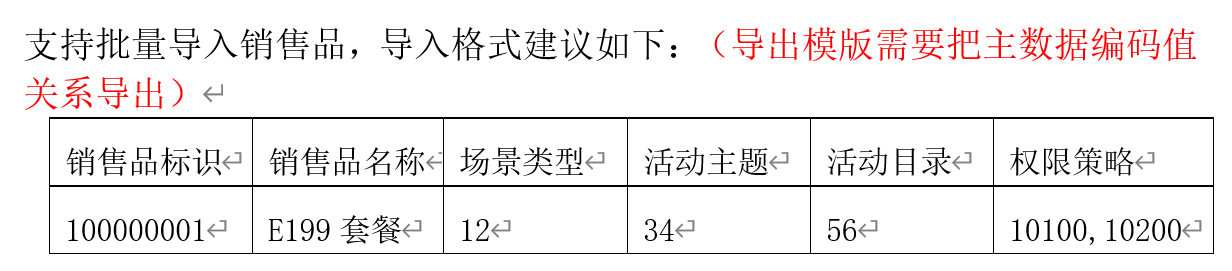 支持批量导入销售品，导入格式建议如下：（导出模版需要把主数据编码值
关系导出）
销售品标识 销售品名称 场景类型 活动主题 活动目录 权限策略
100000001 E199 套餐 12 34 56 10100,10200